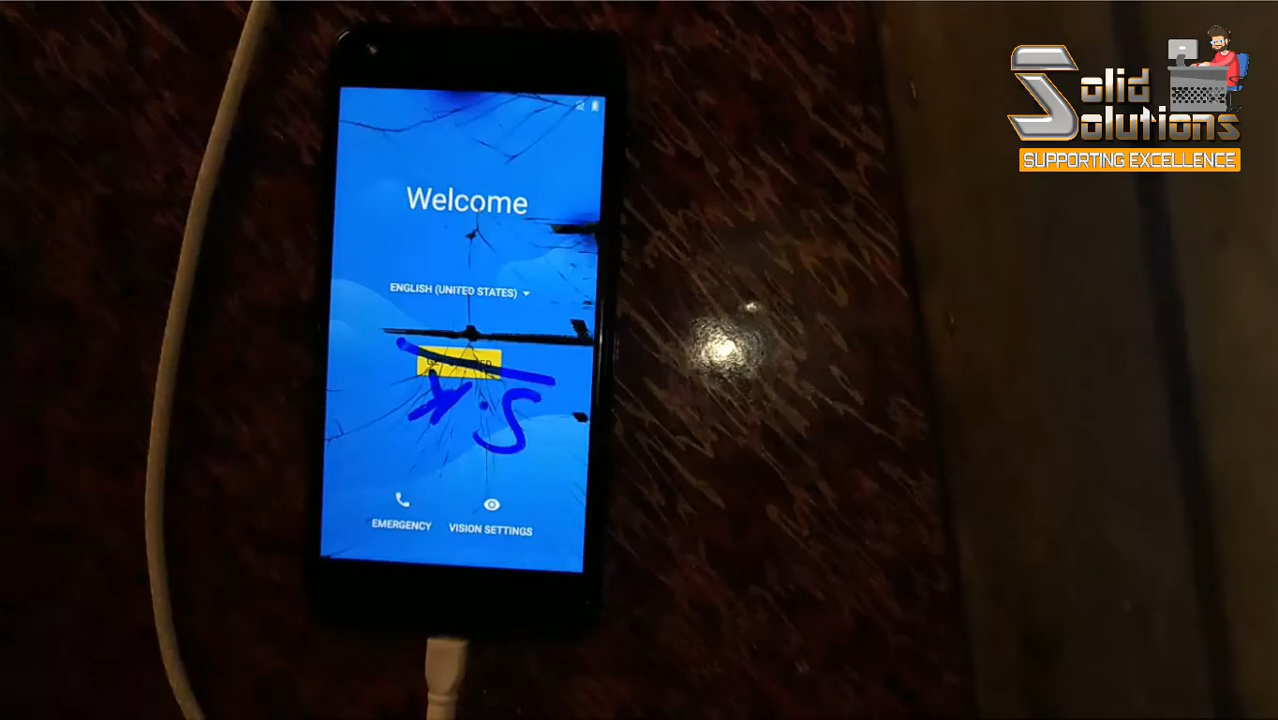 Welcome
ENGLISH (UNITED STATES)
EMERGENCY
VISION SETTINGS
Solid
Solutions
SUPPORTING EXCELLENCE